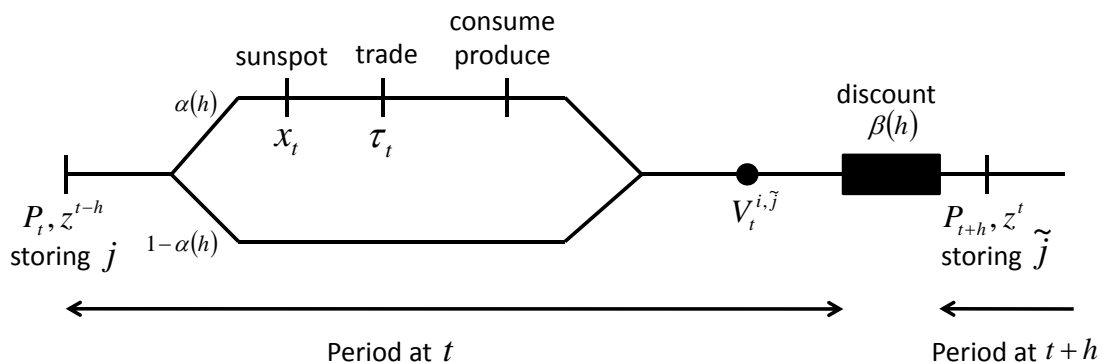 consume
sunspot trade produce
discount
β(h)
α(h)
x_t τ_t
V_t^{i,j̃}
P_t, z^{t−h}
storing j
1−α(h)
P_{t+h}, z^t
storing j̃
Period at t
Period at t+h